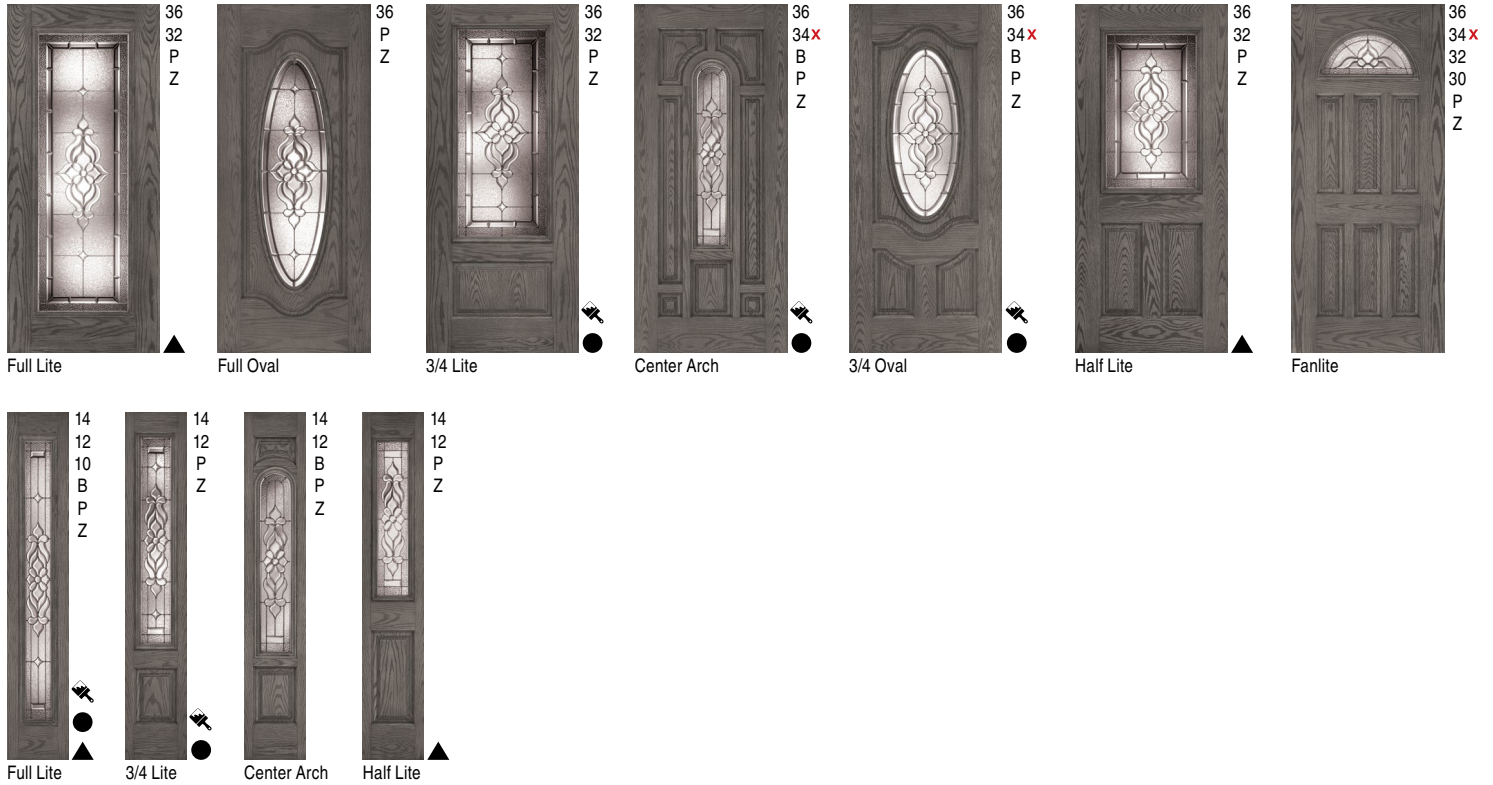 36
32
P
Z
Full Lite
36
P
Z
Full Oval
36
32
P
Z
3/4 Lite
36
34x
B
P
Z
Center Arch
36
34x
B
P
Z
3/4 Oval
36
32
P
Z
Half Lite
36
34x
32
30
P
Z
Fanlite
14
12
10
B
P
Z
Full Lite
14
12
P
Z
3/4 Lite
14
12
B
P
Z
Center Arch
14
12
P
Z
Half Lite